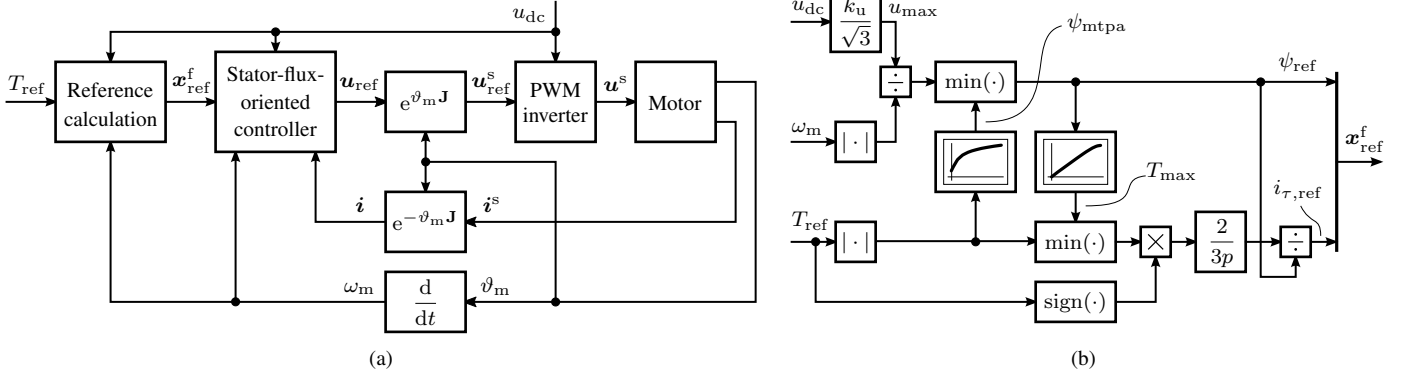 u_dc
T_ref
Reference
calculation
x^f_ref
Stator-flux-
oriented
controller
u_ref
e^{ϑ_m J}
u^s_ref
PWM
inverter
u^s
Motor
i
e^{−ϑ_m J}
i^s
ω_m
d
dt
ϑ_m
(a)
u_dc
k_u
√3
u_max
ψ_mtpa
÷
min(·)
ψ_ref
ω_m
|·|
x^f_ref
T_max
i_τ,ref
T_ref
|·|
min(·)
×
2
3p
÷
sign(·)
(b)